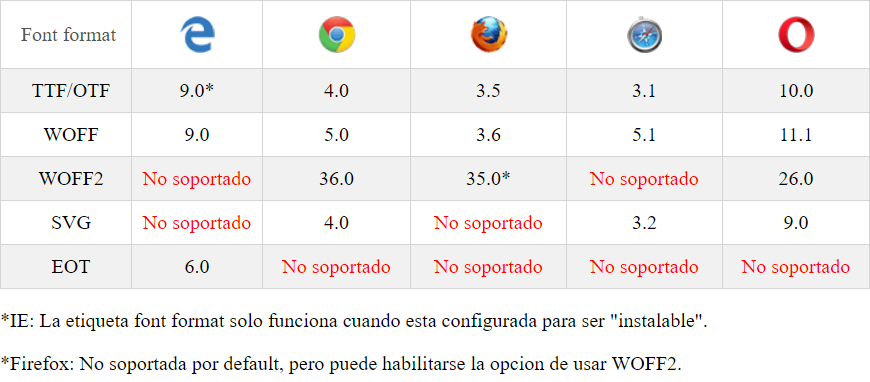 Font format
TTF/OTF 9.0* 4.0 3.5 3.1 10.0
WOFF 9.0 5.0 3.6 5.1 11.1
WOFF2 No soportado 36.0 35.0* No soportado 26.0
SVG No soportado 4.0 No soportado 3.2 9.0
EOT 6.0 No soportado No soportado No soportado No soportado
*IE: La etiqueta font format solo funciona cuando esta configurada para ser "instalable".
*Firefox: No soportada por default, pero puede habilitarse la opcion de usar WOFF2.